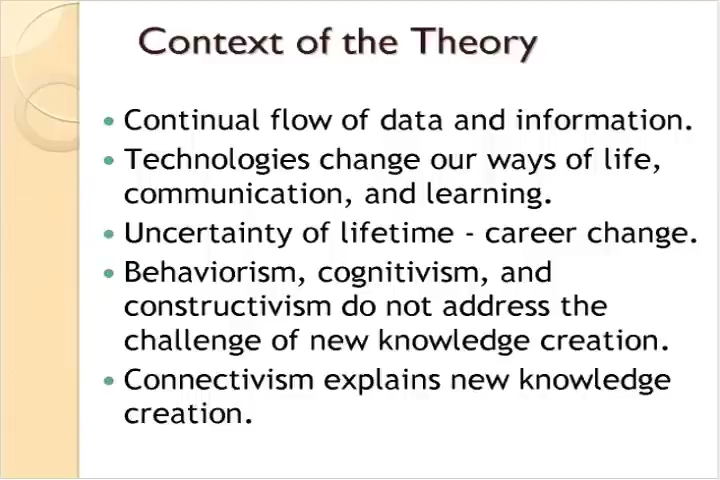 Context of the Theory
• Continual flow of data and information.
• Technologies change our ways of life,
communication, and learning.
• Uncertainty of lifetime - career change.
• Behaviorism, cognitivism, and
constructivism do not address the
challenge of new knowledge creation.
• Connectivism explains new knowledge
creation.